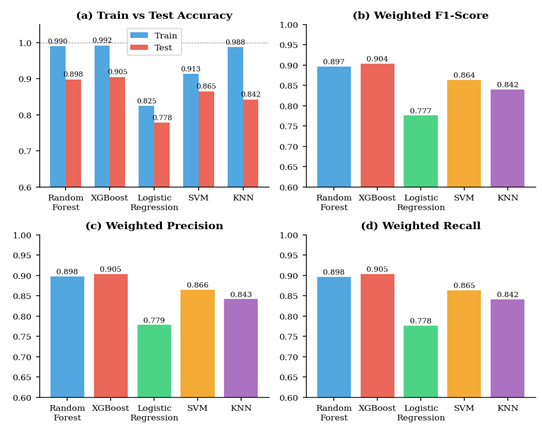 (a) Train vs Test Accuracy
Train
Test
1.0
0.9
0.8
0.7
0.6
0.990
0.898
0.992
0.905
0.825
0.778
0.913
0.865
0.988
0.842
Random Forest
XGBoost
Logistic Regression
SVM
KNN
(b) Weighted F1-Score
1.00
0.95
0.90
0.85
0.80
0.75
0.70
0.65
0.60
0.897
0.904
0.777
0.864
0.842
Random Forest
XGBoost
Logistic Regression
SVM
KNN
(c) Weighted Precision
1.00
0.95
0.90
0.85
0.80
0.75
0.70
0.65
0.60
0.898
0.905
0.779
0.866
0.843
Random Forest
XGBoost
Logistic Regression
SVM
KNN
(d) Weighted Recall
1.00
0.95
0.90
0.85
0.80
0.75
0.70
0.65
0.60
0.898
0.905
0.778
0.865
0.842
Random Forest
XGBoost
Logistic Regression
SVM
KNN